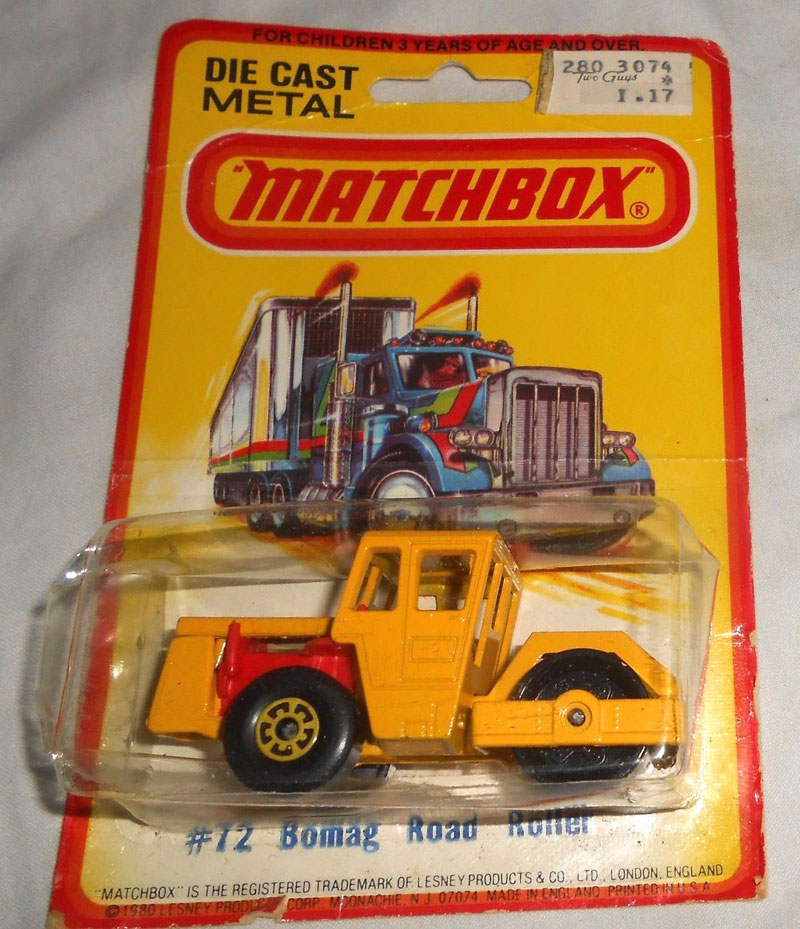 FOR CHILDREN 3 YEARS OF AGE AND OVER.
DIE CAST
METAL
280 3074
Two Guys *
1.17
"MATCHBOX"®
#72 Bomag Road Roller
"MATCHBOX" IS THE REGISTERED TRADEMARK OF LESNEY PRODUCTS & CO., LTD., LONDON, ENGLAND
©1980 LESNEY PRODUCTS CORP. MOONACHIE, N.J. 07074 MADE IN ENGLAND PRINTED IN U.S.A.